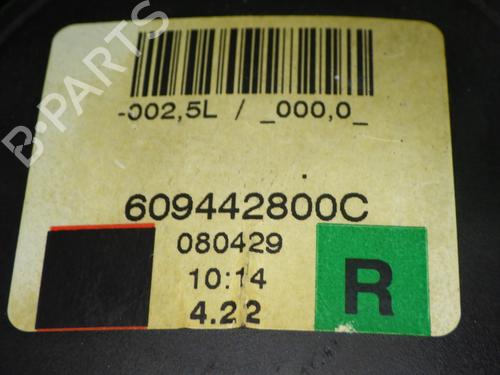 B-PARTS
-002,5L / _000,0_
609442800C
080429
10:14
4.22
R